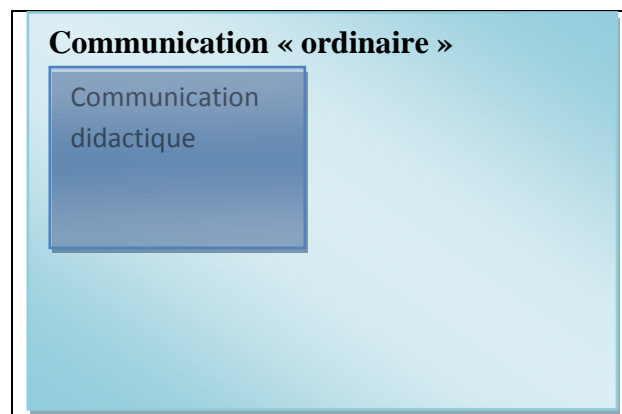 Communication « ordinaire »
Communication
didactique